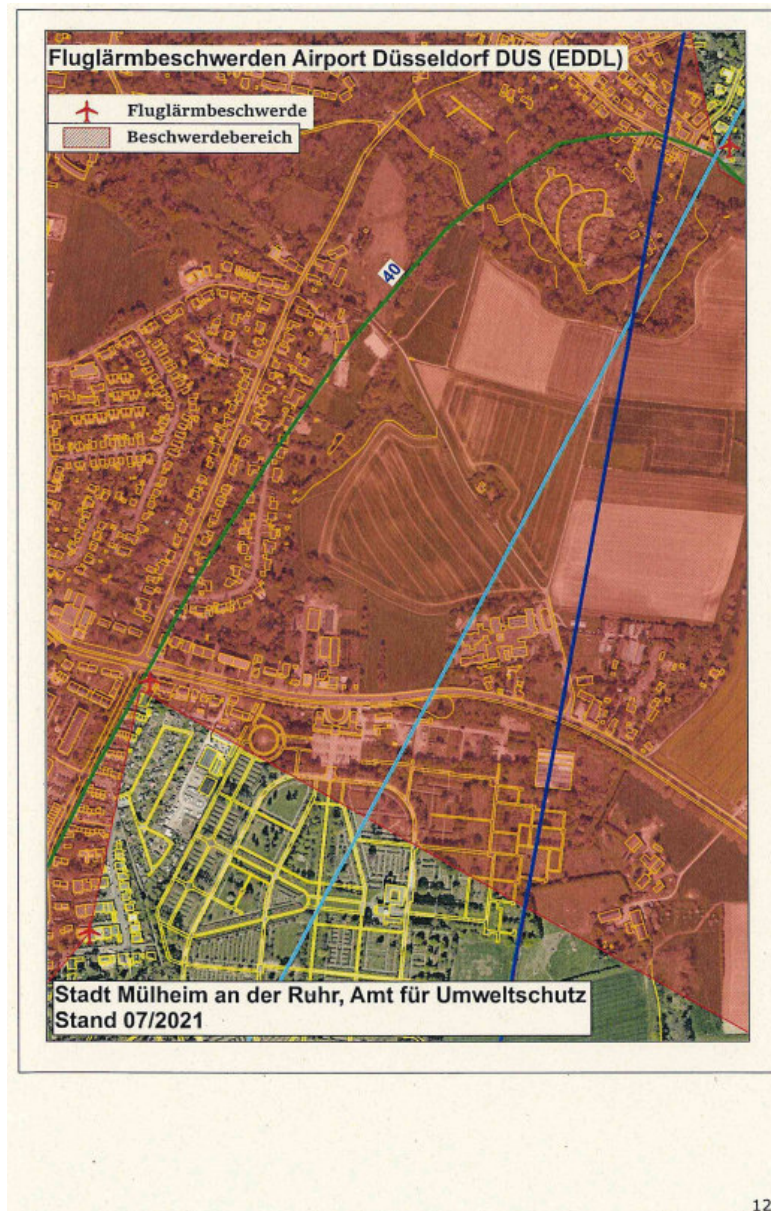 Fluglärmbeschwerden Airport Düsseldorf DUS (EDDL)
Fluglärmbeschwerde
Beschwerdebereich
40
Stadt Mülheim an der Ruhr, Amt für Umweltschutz
Stand 07/2021
12